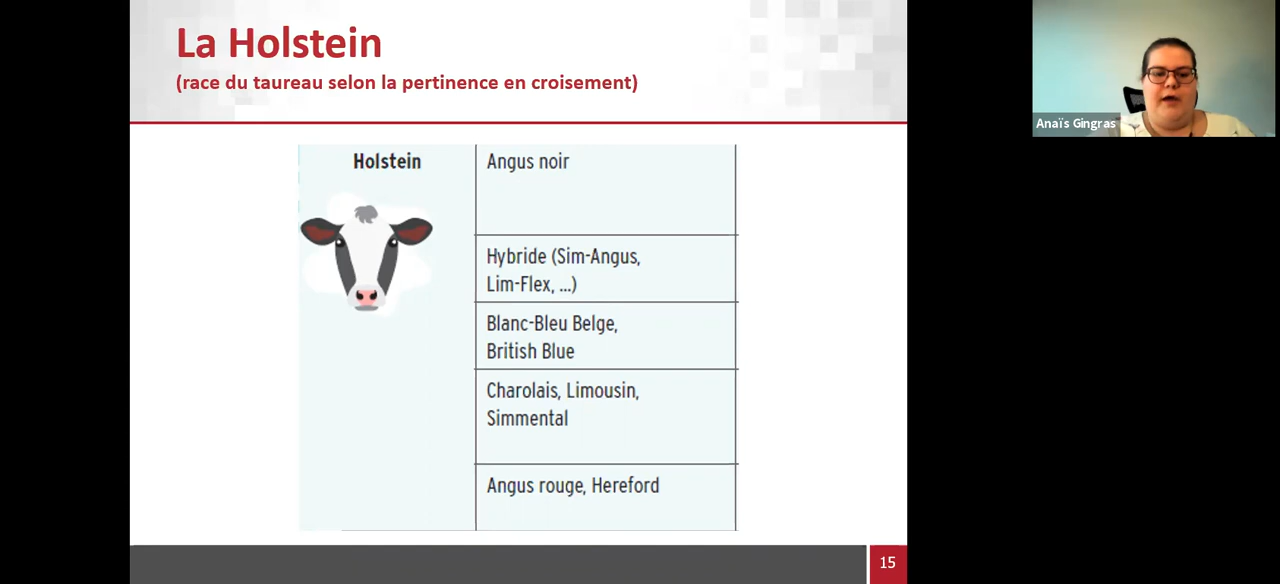 La Holstein
(race du taureau selon la pertinence en croisement)
Anaïs Gingras
Holstein
Angus noir
Hybride (Sim-Angus,
Lim-Flex, ...)
Blanc-Bleu Belge,
British Blue
Charolais, Limousin,
Simmental
Angus rouge, Hereford
15